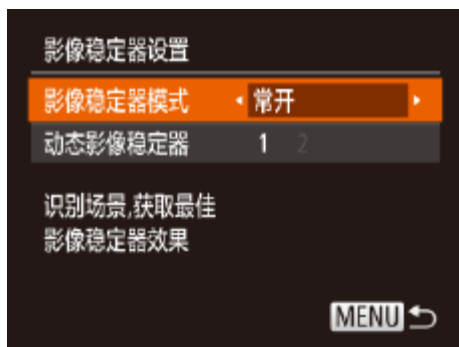 影像稳定器设置
影像稳定器模式 常开
动态影像稳定器 1 2
识别场景,获取最佳
影像稳定器效果
MENU